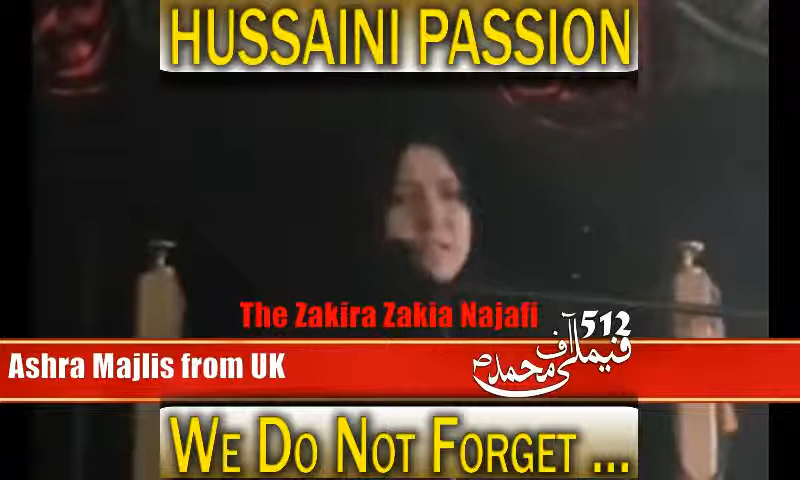 HUSSAINI PASSION
The Zakira Zakia Najafi
512
فیملی آف محمدؐ
Ashra Majlis from UK
WE DO NOT FORGET ...